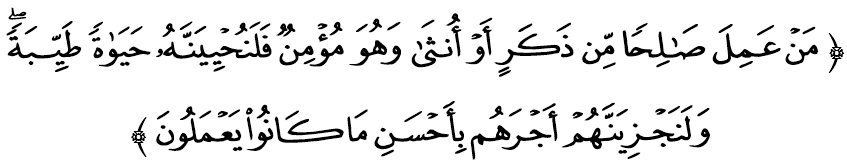 ﴿ مَنْ عَمِلَ صَـٰلِحًا مِّن ذَكَرٍ أَوْ أُنثَىٰ وَهُوَ مُؤْمِنٌ فَلَنُحْيِيَنَّهُۥ حَيَوٰةً طَيِّبَةً ۖ
وَلَنَجْزِيَنَّهُمْ أَجْرَهُم بِأَحْسَنِ مَا كَانُوا۟ يَعْمَلُونَ ﴾